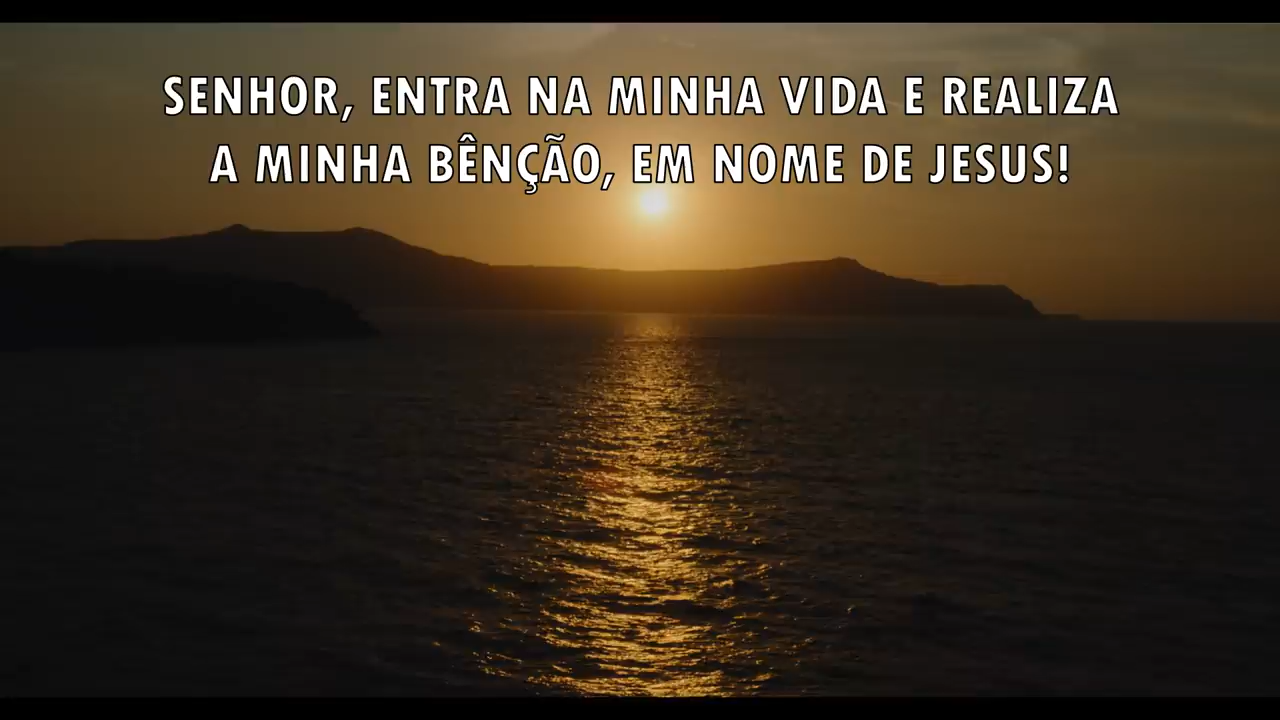 SENHOR, ENTRA NA MINHA VIDA E REALIZA
A MINHA BÊNÇÃO, EM NOME DE JESUS!